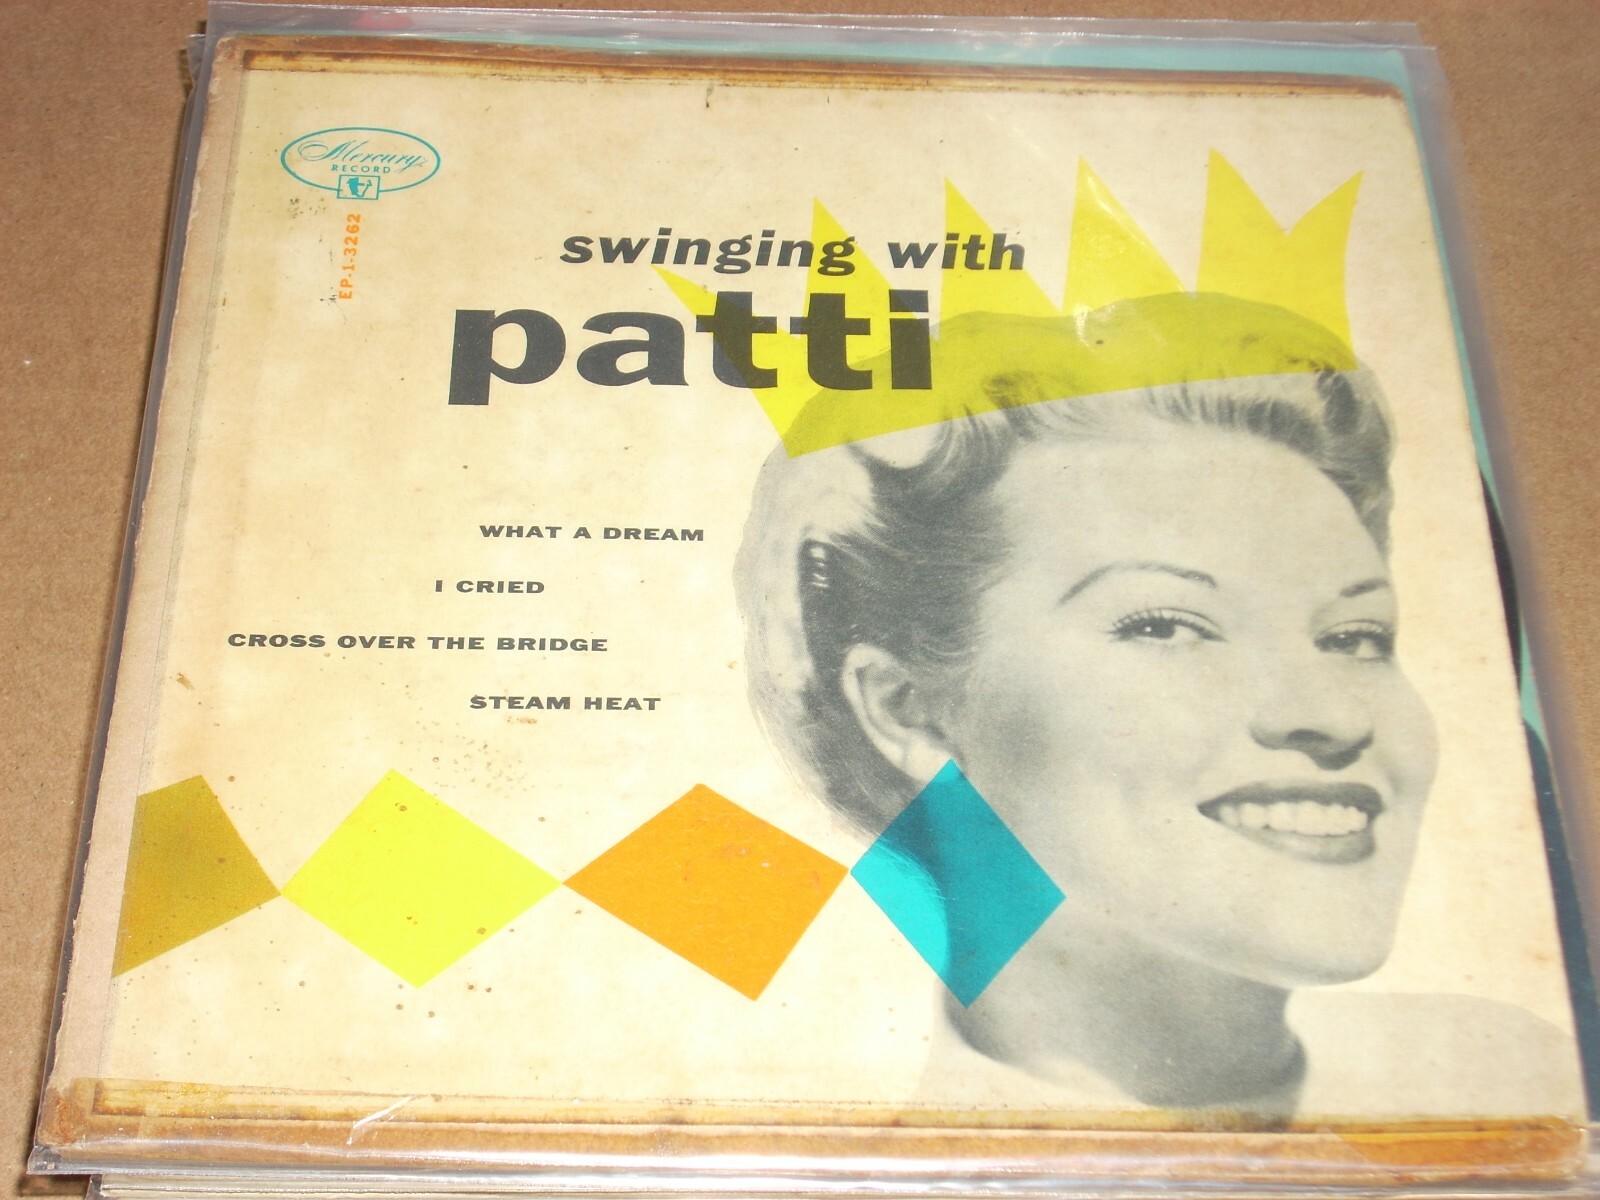 Mercury
RECORD
EP-1-3262
swinging with
patti
WHAT A DREAM
I CRIED
CROSS OVER THE BRIDGE
STEAM HEAT